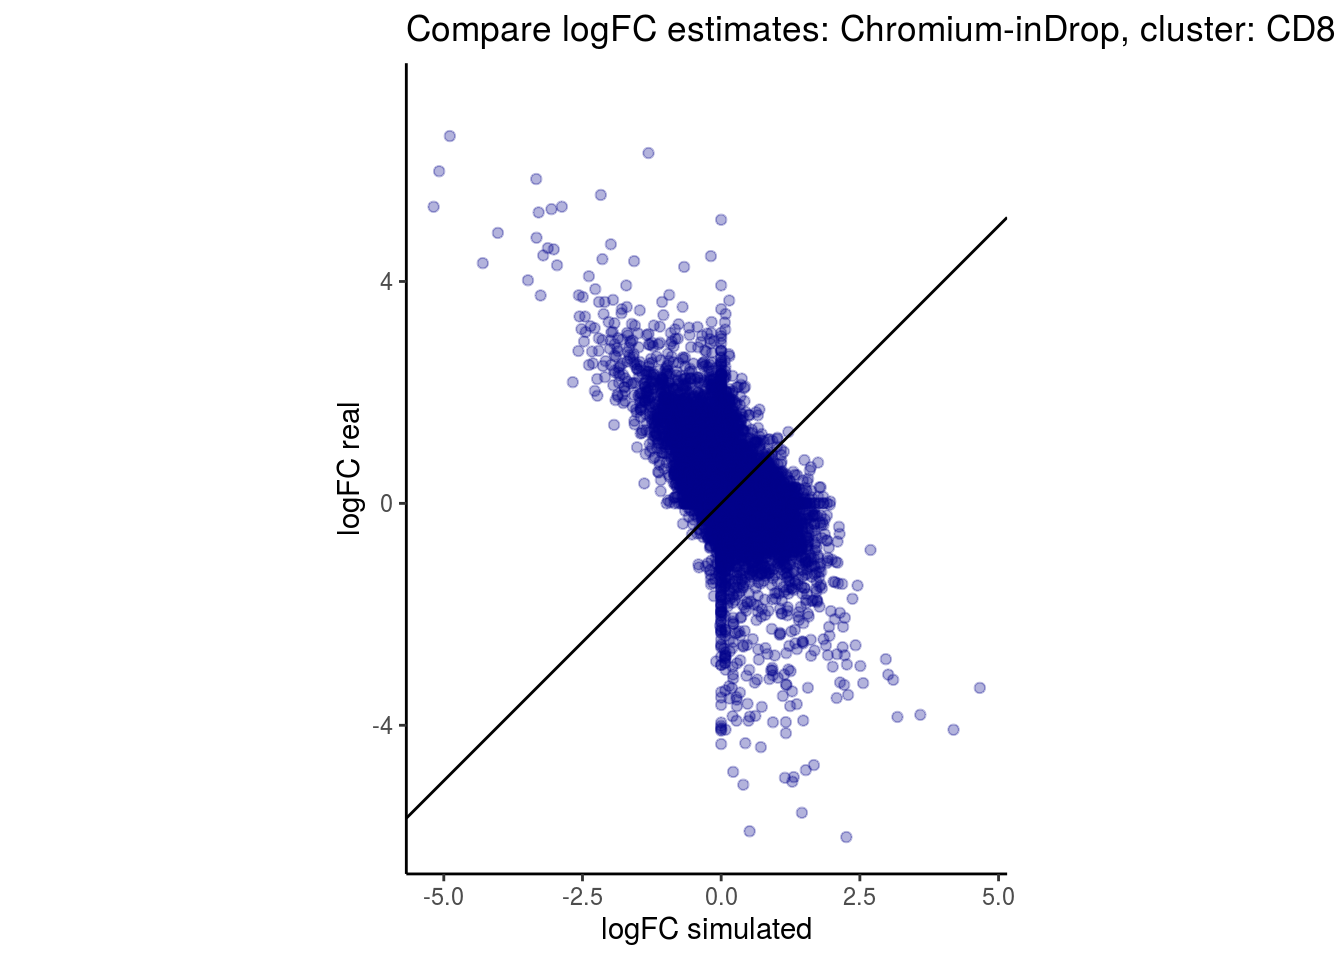 Compare logFC estimates: Chromium-inDrop, cluster: CD8
logFC real
4
0
-4
-5.0
-2.5
0.0
2.5
5.0
logFC simulated